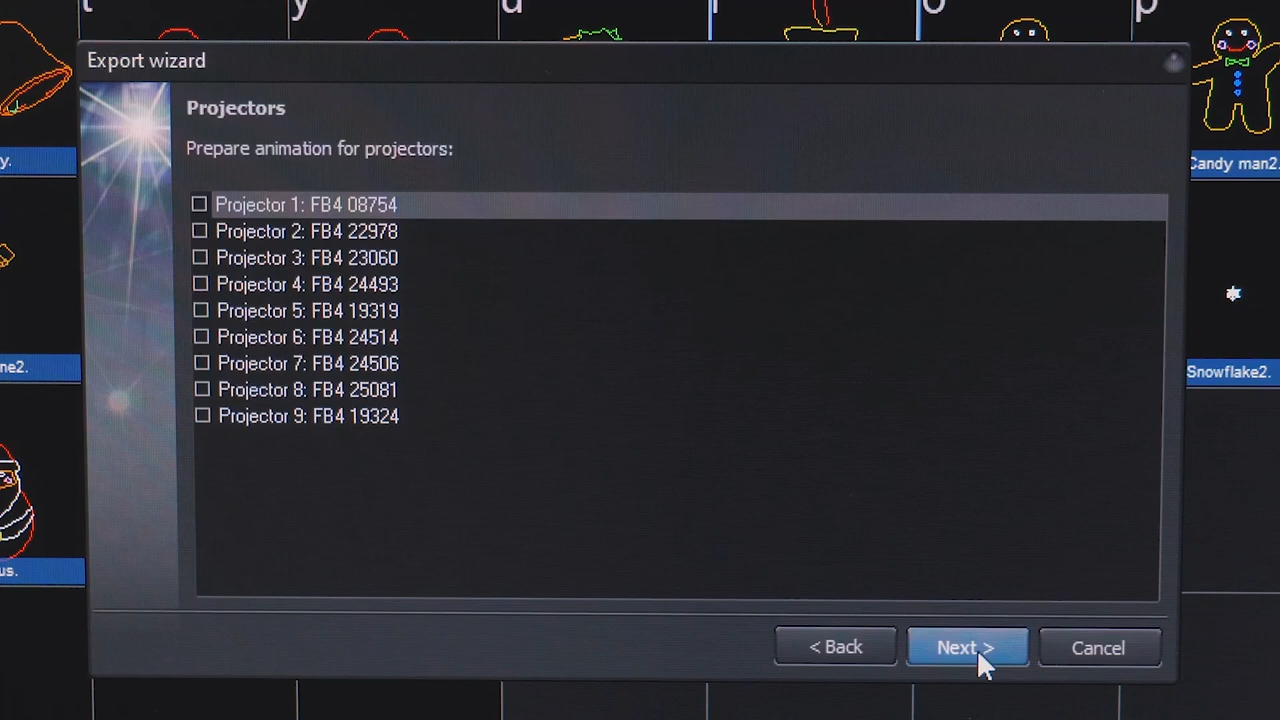 t y d f o p
Export wizard
Projectors
Prepare animation for projectors:
y.
Candy man2.
Projector 1: FB4 08754
Projector 2: FB4 22978
Projector 3: FB4 23060
Projector 4: FB4 24493
Projector 5: FB4 19319
Projector 6: FB4 24514
Projector 7: FB4 24506
Projector 8: FB4 25081
Projector 9: FB4 19324
ne2.
Snowflake2.
us.
< Back Next > Cancel